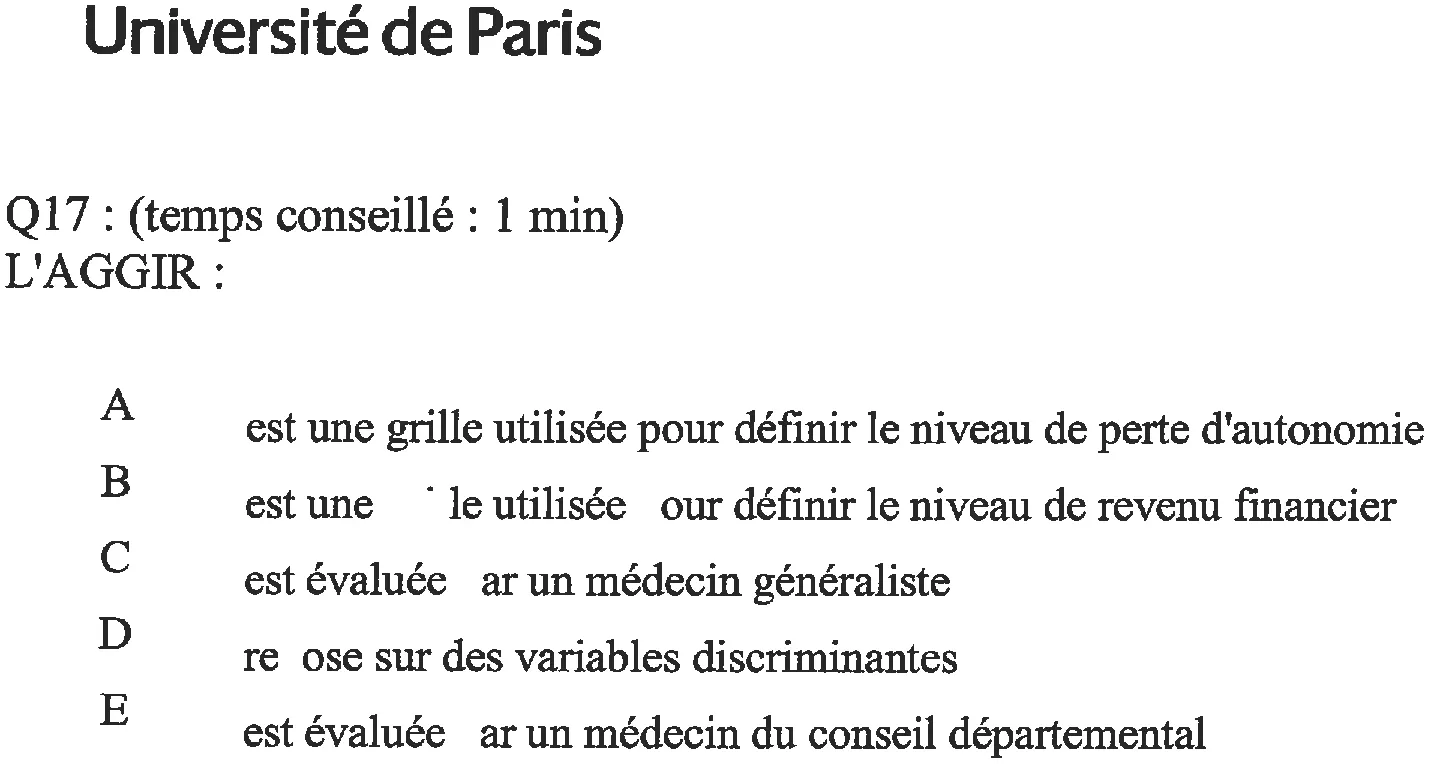 Université de Paris
Q17 : (temps conseillé : 1 min)
L'AGGIR :
A est une grille utilisée pour définir le niveau de perte d'autonomie
B est une le utilisée our définir le niveau de revenu financier
C est évaluée ar un médecin généraliste
D re ose sur des variables discriminantes
E est évaluée ar un médecin du conseil départemental